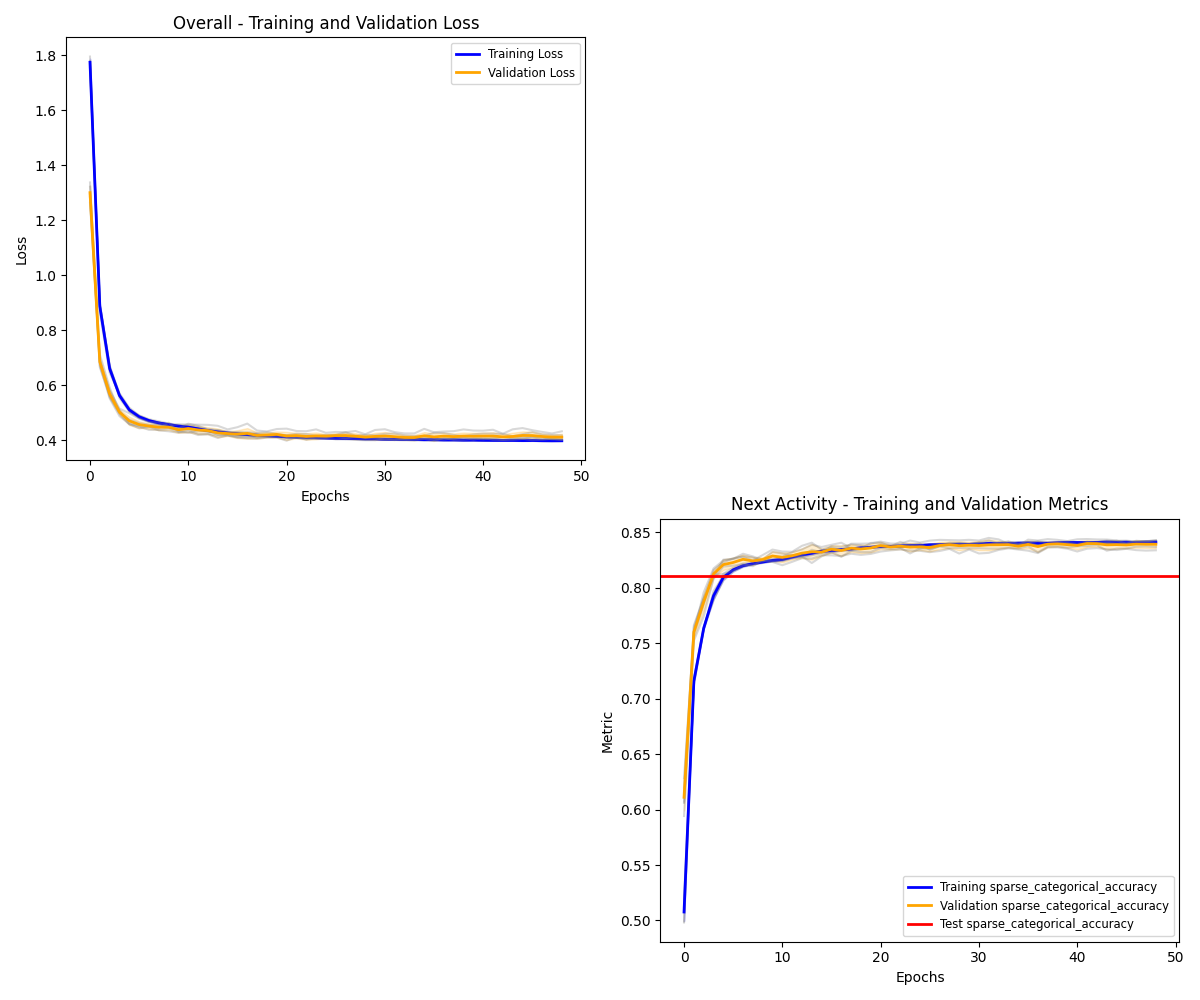 Overall - Training and Validation Loss
Training Loss
Validation Loss
1.8
1.6
1.4
1.2
1.0
0.8
0.6
0.4
Loss
0 10 20 30 40 50
Epochs
Next Activity - Training and Validation Metrics
0.85
0.80
0.75
0.70
0.65
0.60
0.55
0.50
Metric
Training sparse_categorical_accuracy
Validation sparse_categorical_accuracy
Test sparse_categorical_accuracy
0 10 20 30 40 50
Epochs